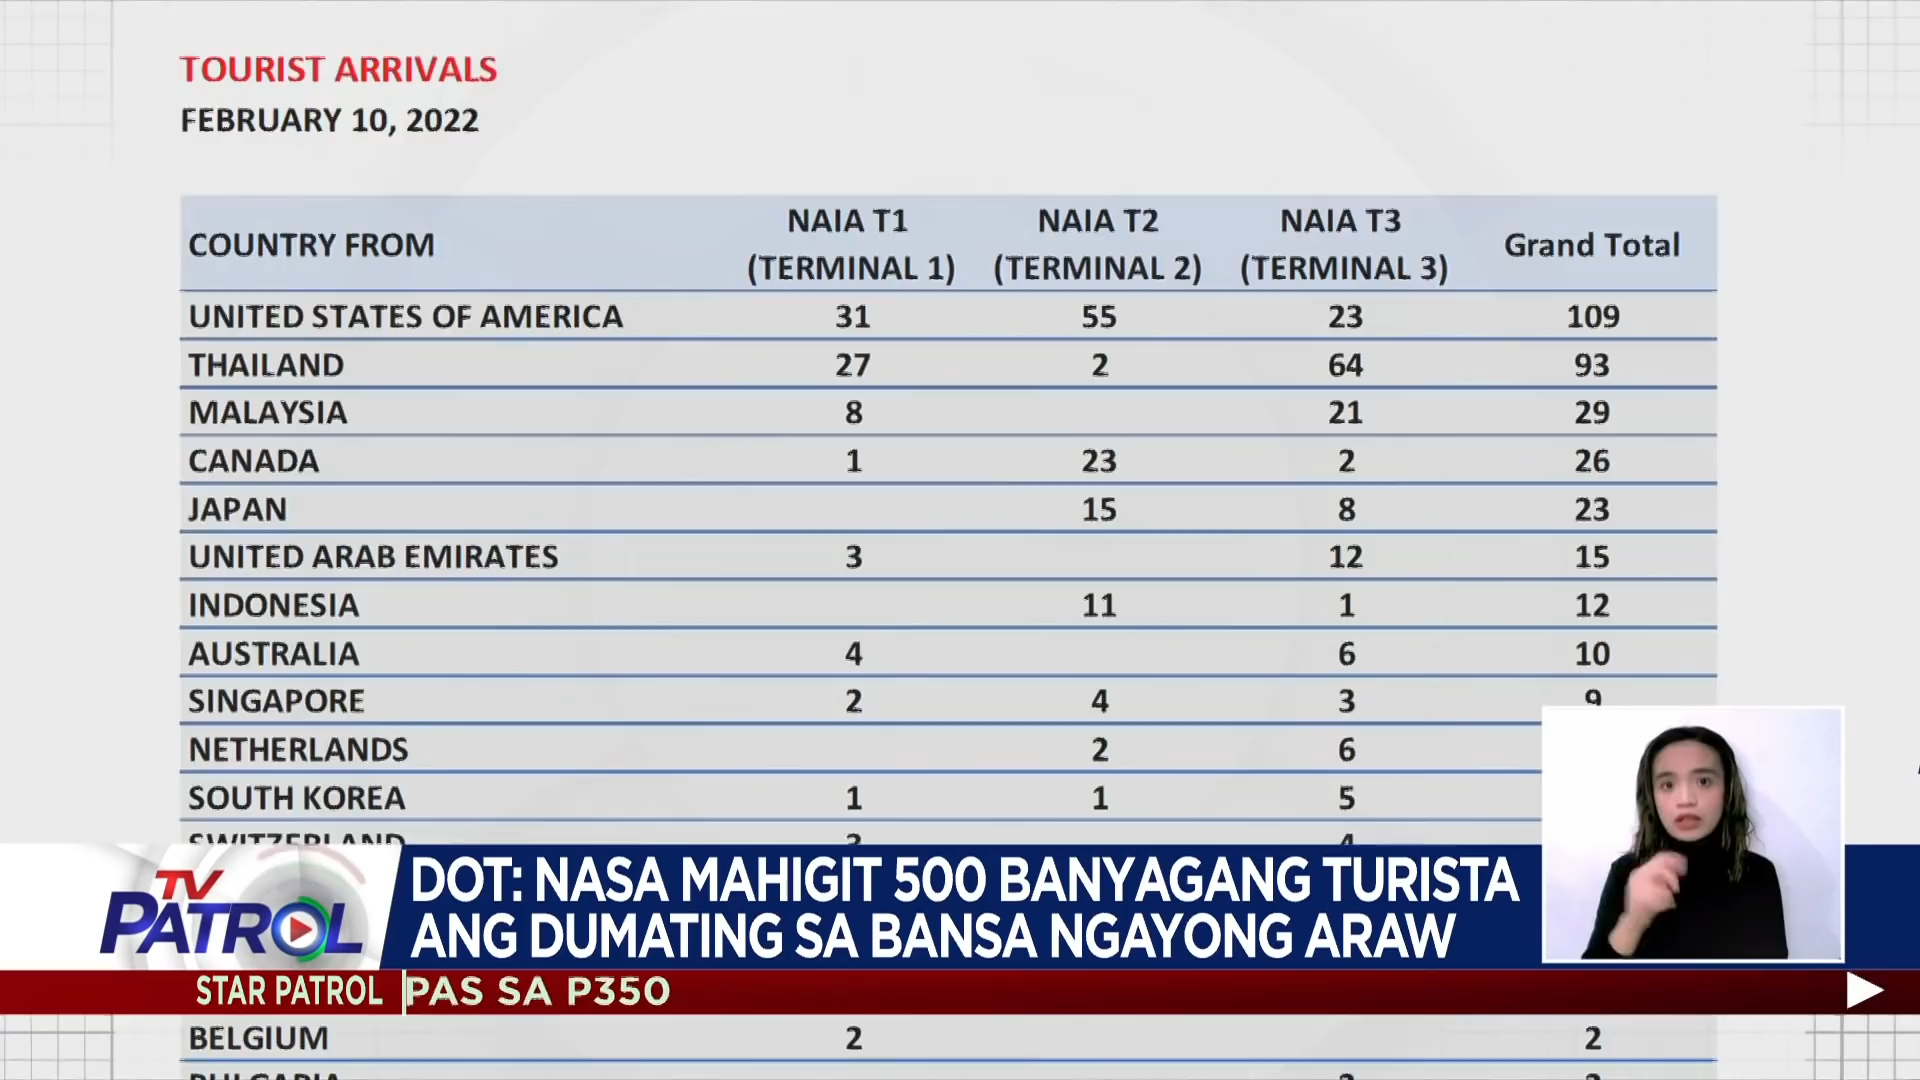 TOURIST ARRIVALS
FEBRUARY 10, 2022
COUNTRY FROM NAIA T1 (TERMINAL 1) NAIA T2 (TERMINAL 2) NAIA T3 (TERMINAL 3) Grand Total
UNITED STATES OF AMERICA 31 55 23 109
THAILAND 27 2 64 93
MALAYSIA 8 21 29
CANADA 1 23 2 26
JAPAN 15 8 23
UNITED ARAB EMIRATES 3 12 15
INDONESIA 11 1 12
AUSTRALIA 4 6 10
SINGAPORE 2 4 3 9
NETHERLANDS 2 6
SOUTH KOREA 1 1 5
SWITZERLAND 3 4
TV PATROL
DOT: NASA MAHIGIT 500 BANYAGANG TURISTA
ANG DUMATING SA BANSA NGAYONG ARAW
STAR PATROL PAS SA P350
BELGIUM 2 2
BULGARIA